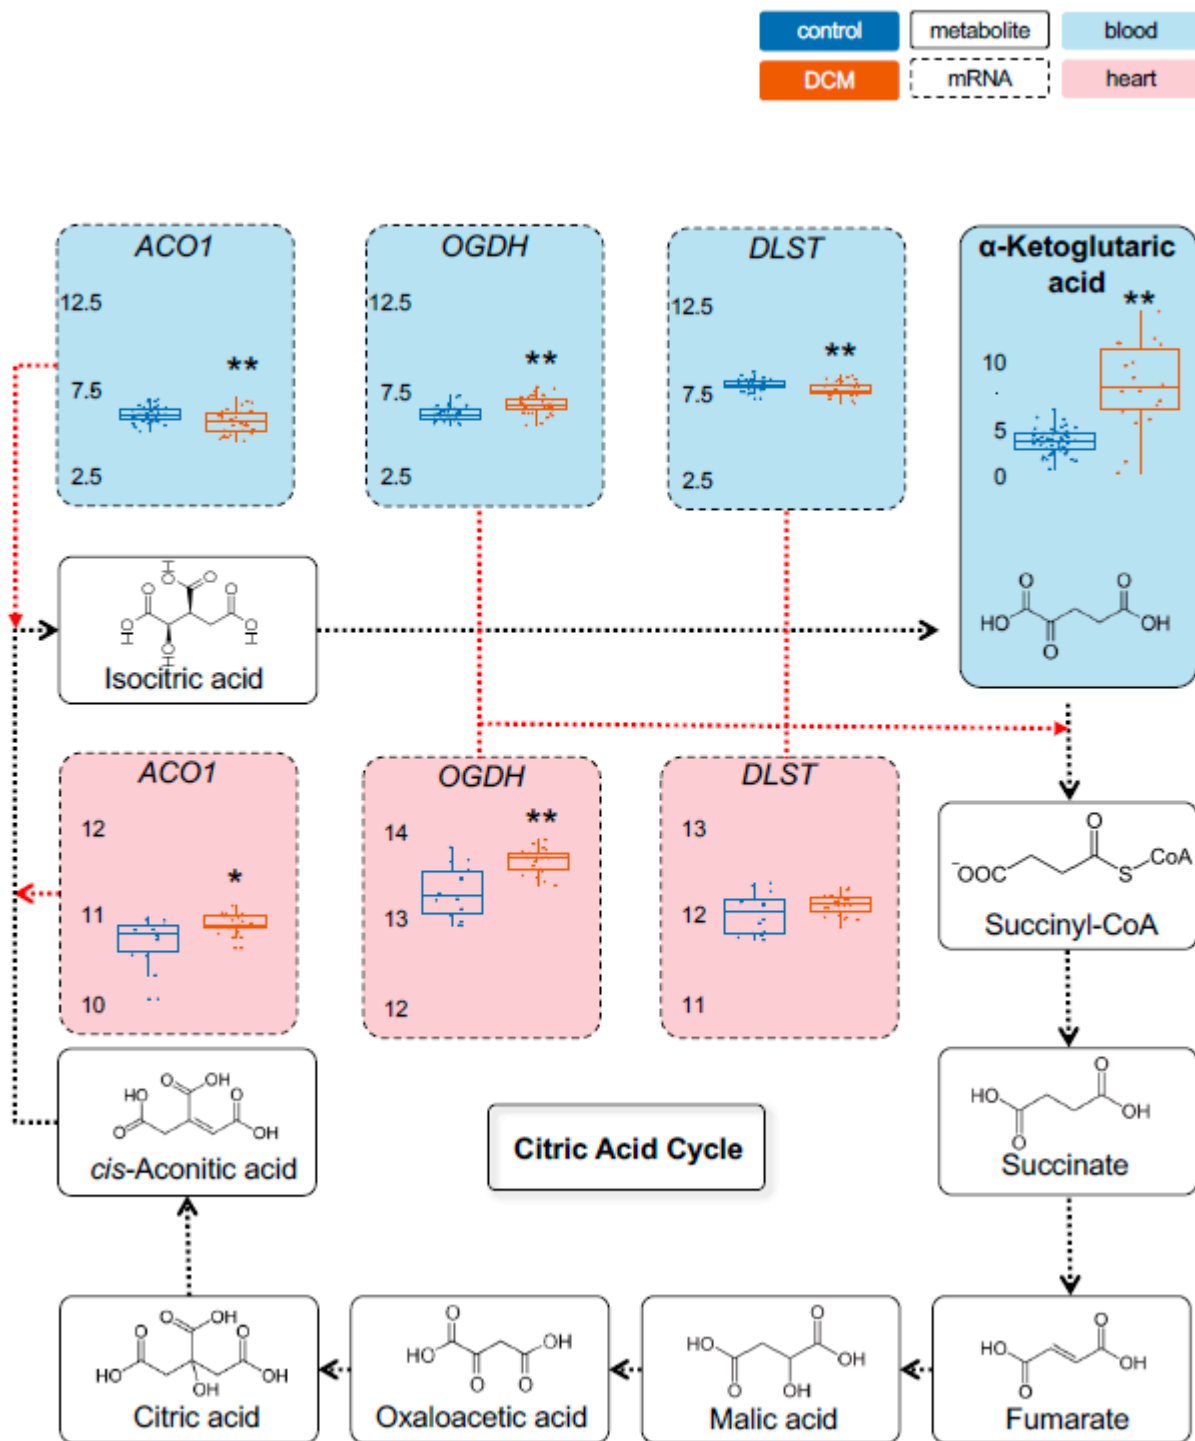 control metabolite blood
DCM mRNA heart
ACO1 OGDH DLST α-Ketoglutaric
acid
12.5 12.5 12.5 **
** ** ** 10
7.5 7.5 7.5 5
2.5 2.5 2.5 0
H
O O HO O O
HO O O OH
O O
H H
O
H
Isocitric acid
ACO1 OGDH DLST
12 14 13
* **
11 13 12
10 12 11
O
⁻OOC S CoA
Succinyl-CoA
O OH
HO O
O OH
cis-Aconitic acid
Citric Acid Cycle
O
HO OH
O
Succinate
O OH
O O
HO OH OH
Citric acid
O
HO OH
O O
Oxaloacetic acid
O
HO OH
O OH
Malic acid
O
HO OH
O
Fumarate